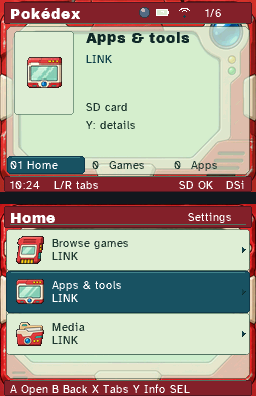 Pokédex 1/6
Apps & tools
LINK
SD card
Y: details
01 Home 0 Games 0 Apps
10:24 L/R tabs SD OK DSi
Home Settings
Browse games
LINK
Apps & tools
LINK
Media
LINK
A Open B Back X Tabs Y Info SEL